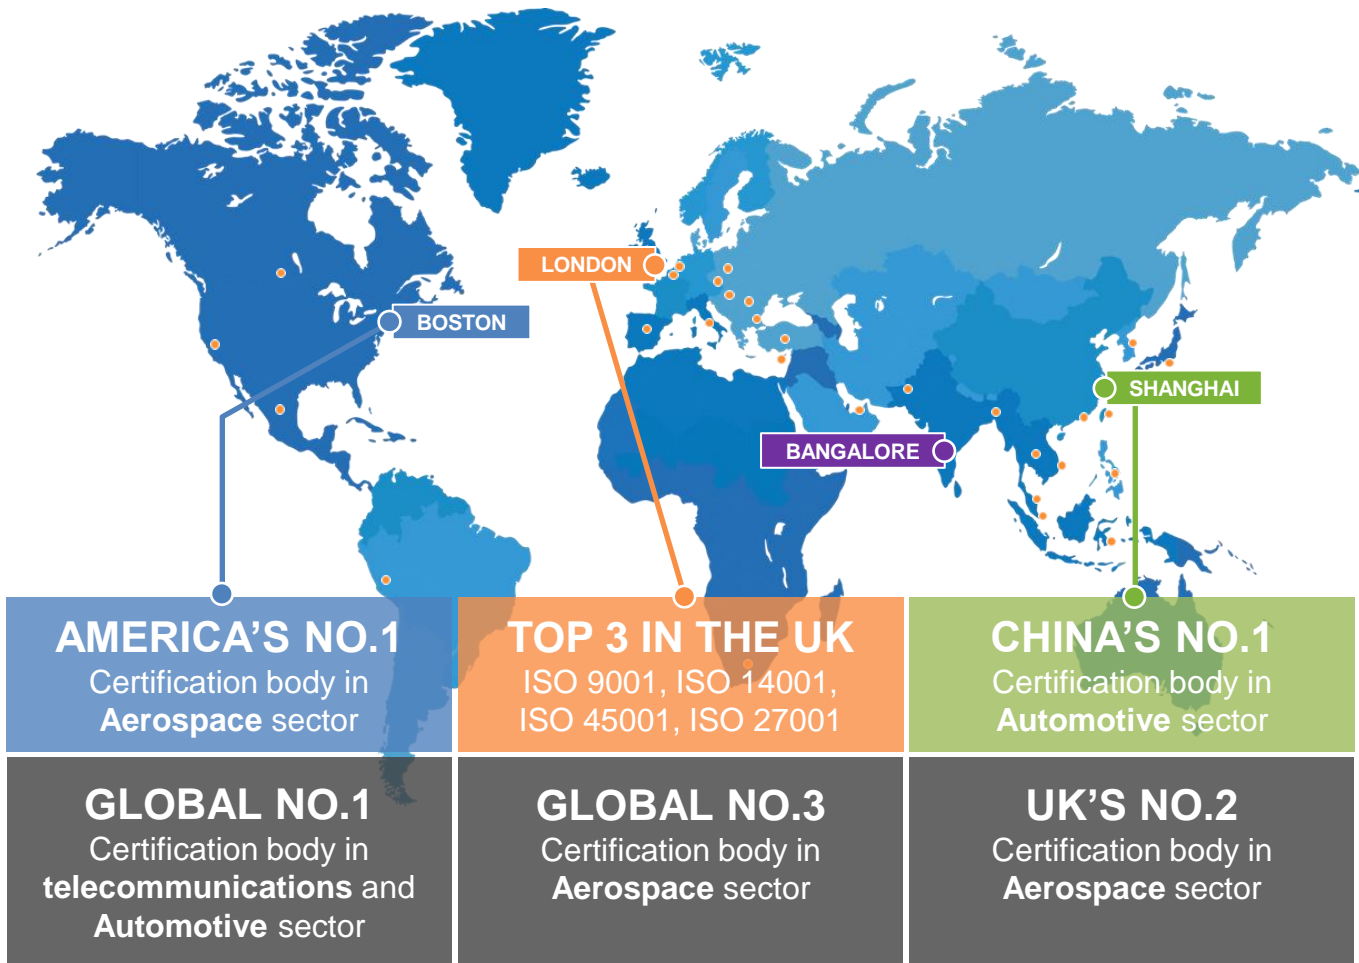 LONDON
BOSTON
SHANGHAI
BANGALORE
AMERICA’S NO.1
Certification body in
Aerospace sector
TOP 3 IN THE UK
ISO 9001, ISO 14001,
ISO 45001, ISO 27001
CHINA’S NO.1
Certification body in
Automotive sector
GLOBAL NO.1
Certification body in
telecommunications and
Automotive sector
GLOBAL NO.3
Certification body in
Aerospace sector
UK’S NO.2
Certification body in
Aerospace sector